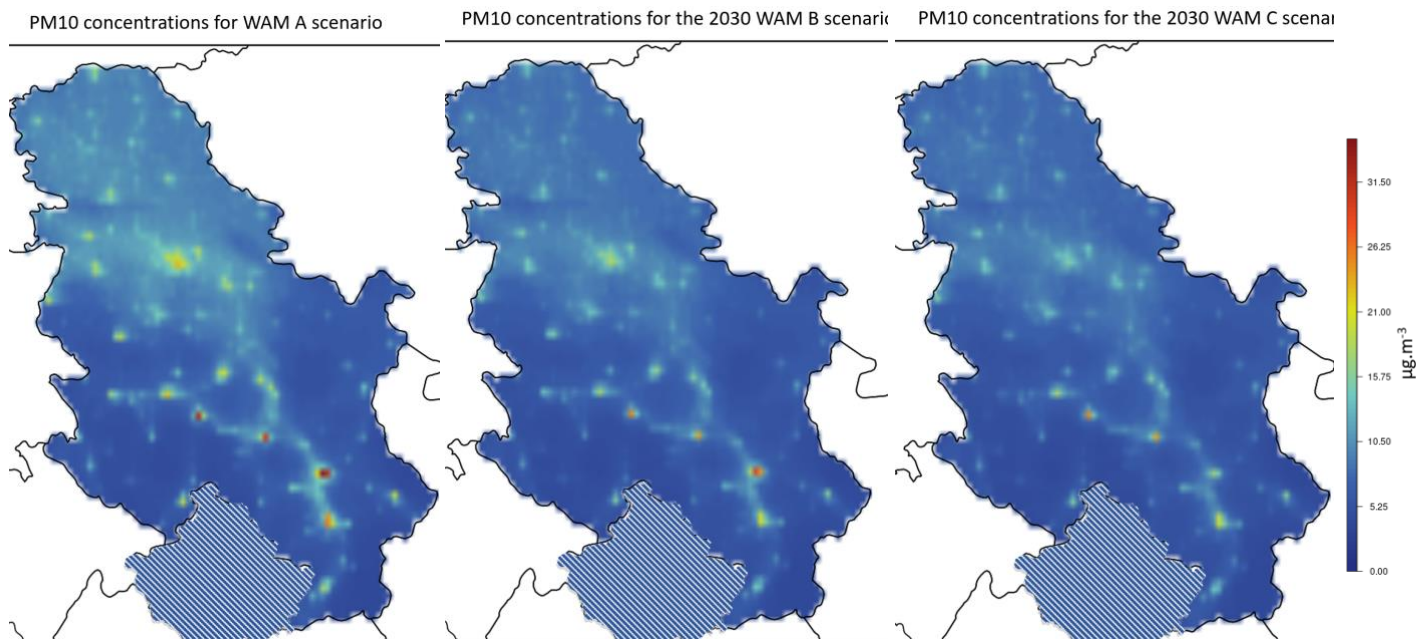 PM10 concentrations for WAM A scenario
PM10 concentrations for the 2030 WAM B scenario
PM10 concentrations for the 2030 WAM C scenar
31.50
26.25
21.00
15.75
10.50
5.25
0.00
µg.m⁻³